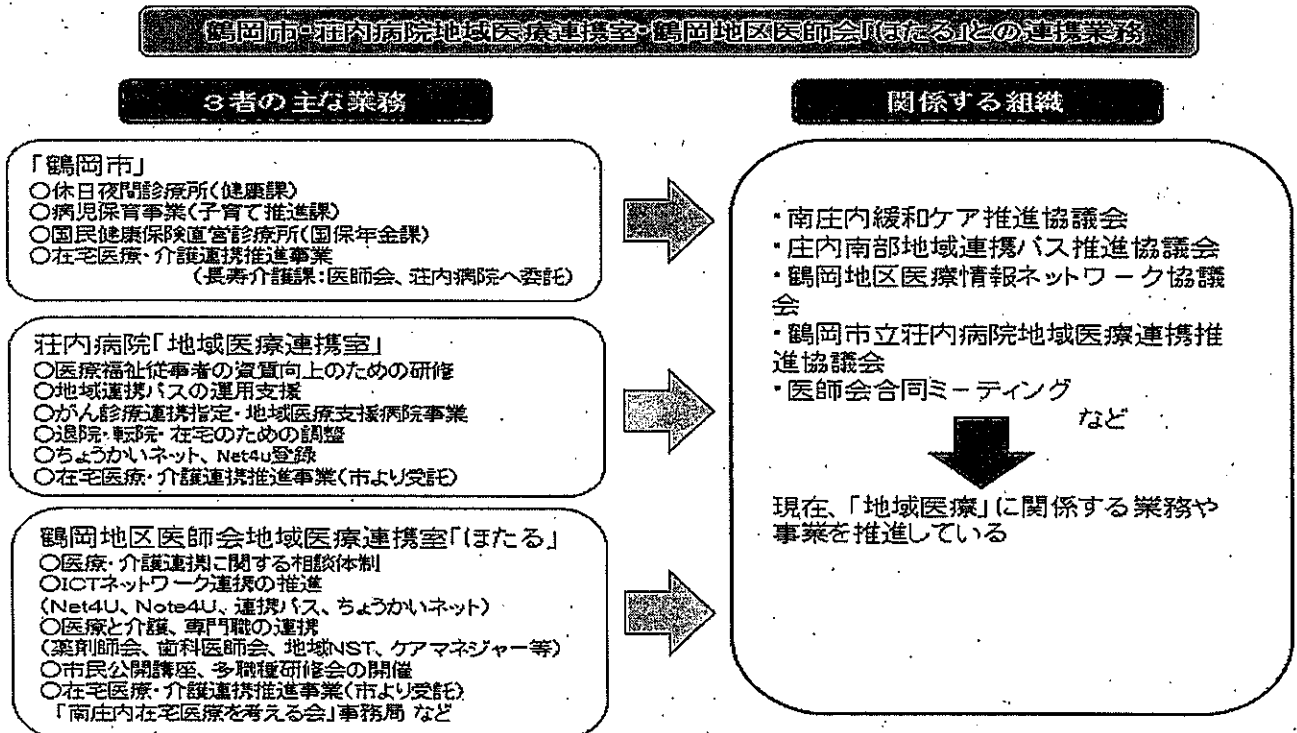 鶴岡市・荘内病院地域医療連携室・鶴岡地区医師会「ほたる」との連携業務
3者の主な業務
「鶴岡市」
○休日夜間診療所(健康課)
○病児保育事業(子育て推進課)
○国民健康保険直営診療所(国保年金課)
○在宅医療・介護連携推進事業
(長寿介護課:医師会、荘内病院へ委託)
荘内病院「地域医療連携室」
○医療福祉従事者の資質向上のための研修
○地域連携パスの運用支援
○がん診療連携指定・地域医療支援病院事業
○退院・転院・在宅のための調整
○ちょうかいネット、Net4u登録
○在宅医療・介護連携推進事業(市より受託)
鶴岡地区医師会地域医療連携室「ほたる」
○医療・介護連携に関する相談体制
○ICTネットワーク連携の推進
(Net4U、Note4U、連携パス、ちょうかいネット)
○医療と介護、専門職の連携
(薬剤師会、歯科医師会、地域NST、ケアマネジャー等)
○市民公開講座、多職種研修会の開催
○在宅医療・介護連携推進事業(市より受託)
「南庄内在宅医療を考える会」事務局 など
関係する組織
・南庄内緩和ケア推進協議会
・庄内南部地域連携パス推進協議会
・鶴岡地区医療情報ネットワーク協議
会
・鶴岡市立荘内病院地域医療連携推
進協議会
・医師会合同ミーティング
など
現在、「地域医療」に関係する業務や
事業を推進している